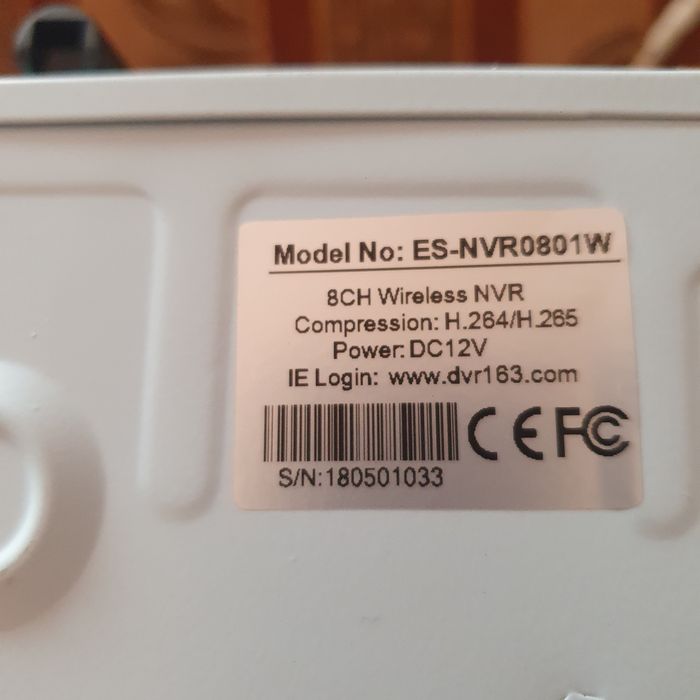 Model No: ES-NVR0801W
8CH Wireless NVR
Compression: H.264/H.265
Power: DC12V
IE Login: www.dvr163.com
CE FC
S/N:180501033